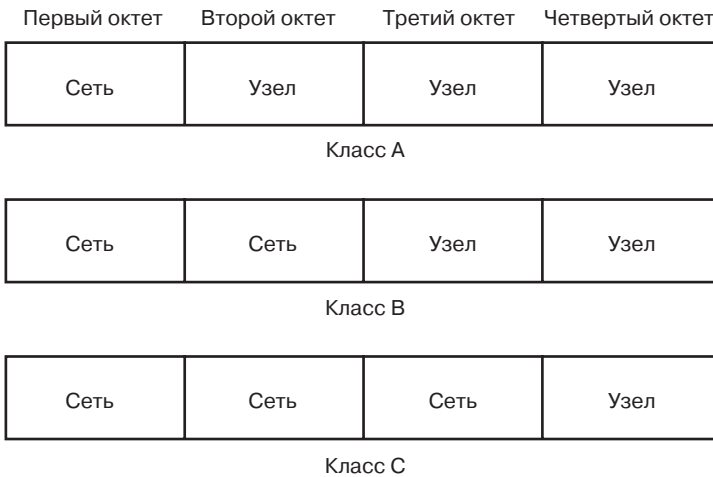 Первый октет Второй октет Третий октет Четвертый октет
Сеть Узел Узел Узел
Класс A
Сеть Сеть Узел Узел
Класс B
Сеть Сеть Сеть Узел
Класс C